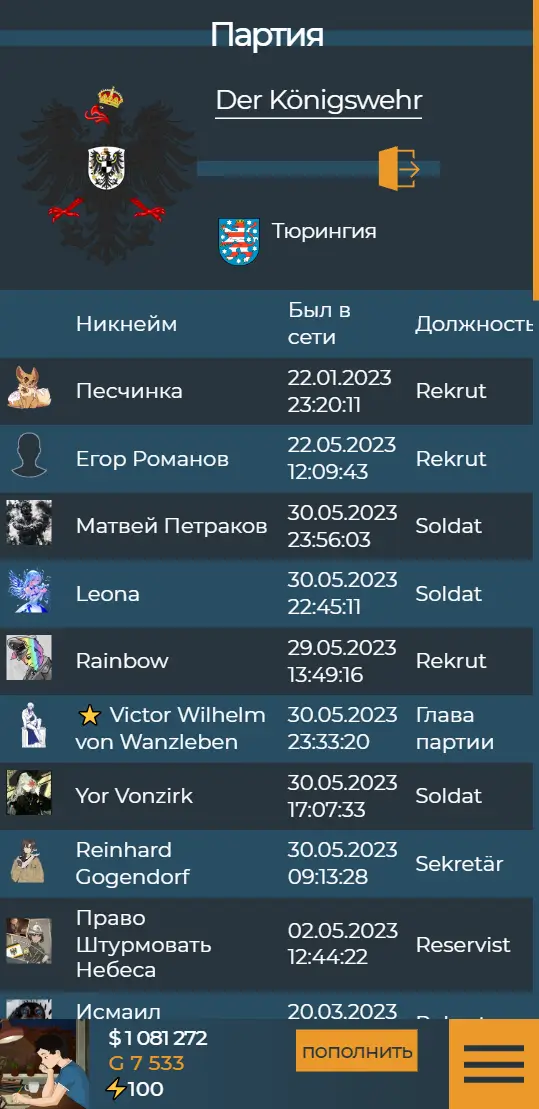 Партия
Der Königswehr
Тюрингия
Никнейм
Был в
сети
Должность
Песчинка
22.01.2023
23:20:11
Rekrut
Егор Романов
22.05.2023
12:09:43
Rekrut
Матвей Петраков
30.05.2023
23:56:03
Soldat
Leona
30.05.2023
22:45:11
Soldat
Rainbow
29.05.2023
13:49:16
Rekrut
Victor Wilhelm
von Wanzleben
30.05.2023
23:33:20
Глава
партии
Yor Vonzirk
30.05.2023
17:07:33
Soldat
Reinhard
Gogendorf
30.05.2023
09:13:28
Sekretär
Право
Штурмовать
Небеса
02.05.2023
12:44:22
Reservist
Исмаил
20.03.2023
$ 1 081 272
G 7 533
100
ПОПОЛНИТЬ